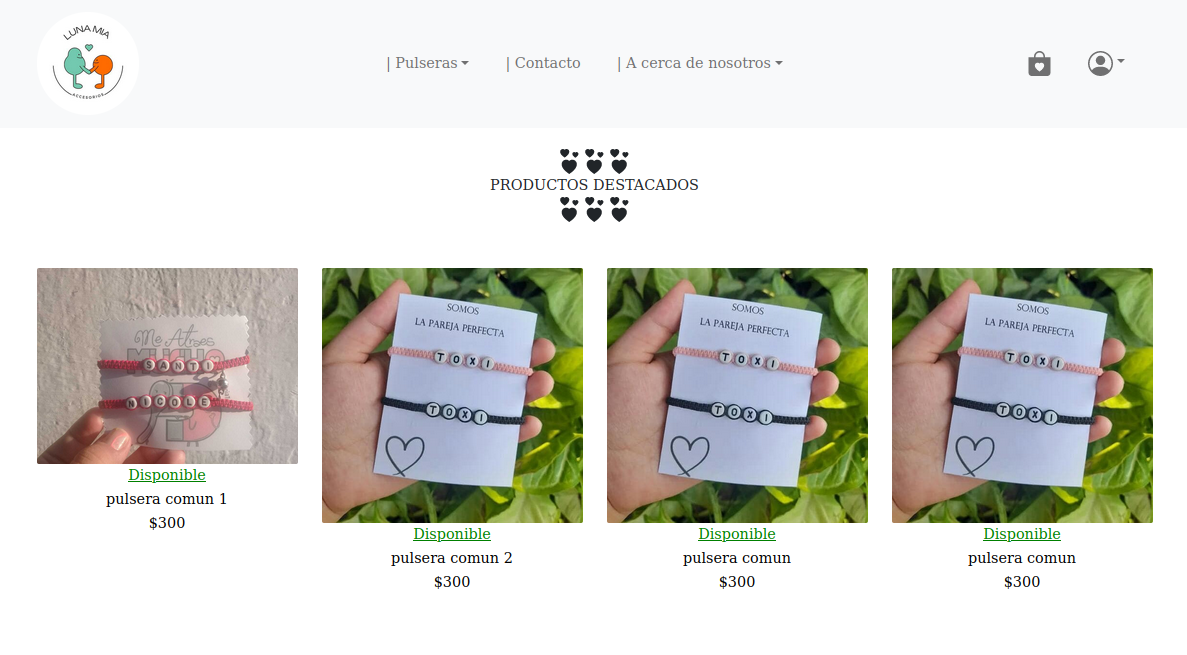 LUNA MIA
ACCESORIOS
| Pulseras
| Contacto
| A cerca de nosotros
PRODUCTOS DESTACADOS
Me Atraes
MUCHO
SANTI
NICOLE
Disponible
pulsera comun 1
$300
SOMOS
LA PAREJA PERFECTA
TOXI
TOXI
Disponible
pulsera comun 2
$300
SOMOS
LA PAREJA PERFECTA
TOXI
TOXI
Disponible
pulsera comun
$300
SOMOS
LA PAREJA PERFECTA
TOXI
TOXI
Disponible
pulsera comun
$300